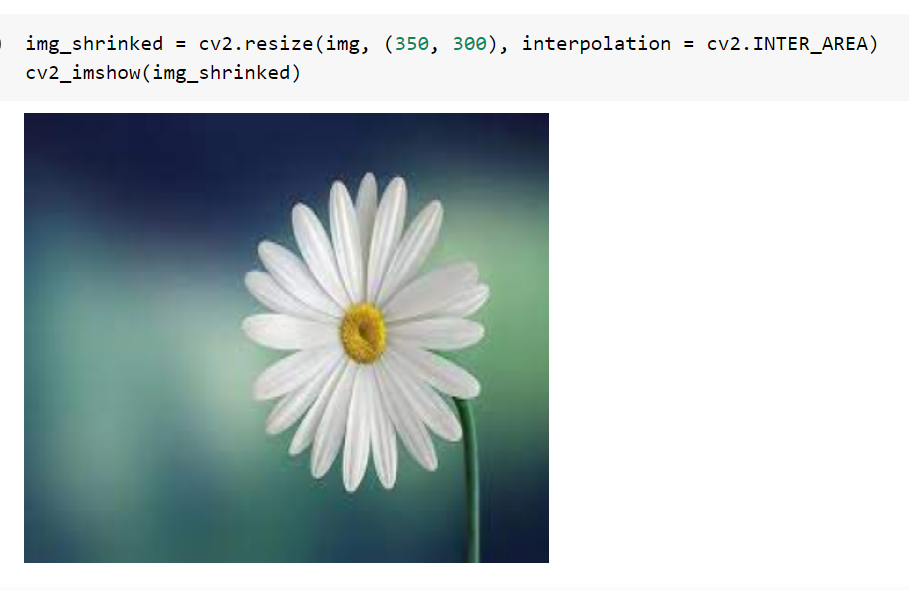 img_shrinked = cv2.resize(img, (350, 300), interpolation = cv2.INTER_AREA)
cv2_imshow(img_shrinked)